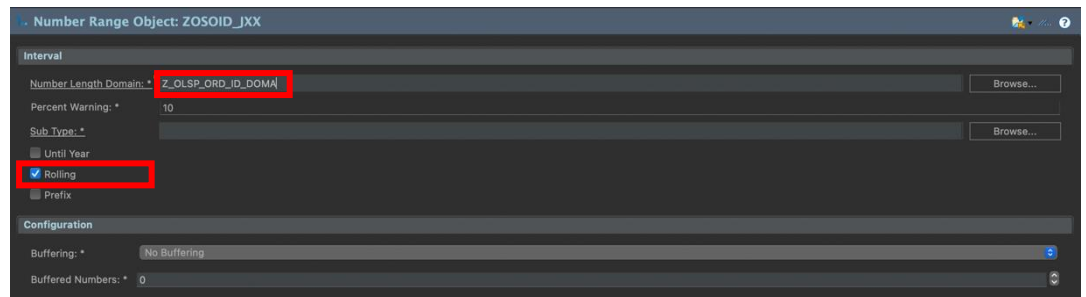 Number Range Object: ZOSOID_JXX
Interval
Number Length Domain: * Z_OLSP_ORD_ID_DOMA Browse...
Percent Warning: * 10
Sub Type: * Browse...
Until Year
Rolling
Prefix
Configuration
Buffering: * No Buffering
Buffered Numbers: * 0